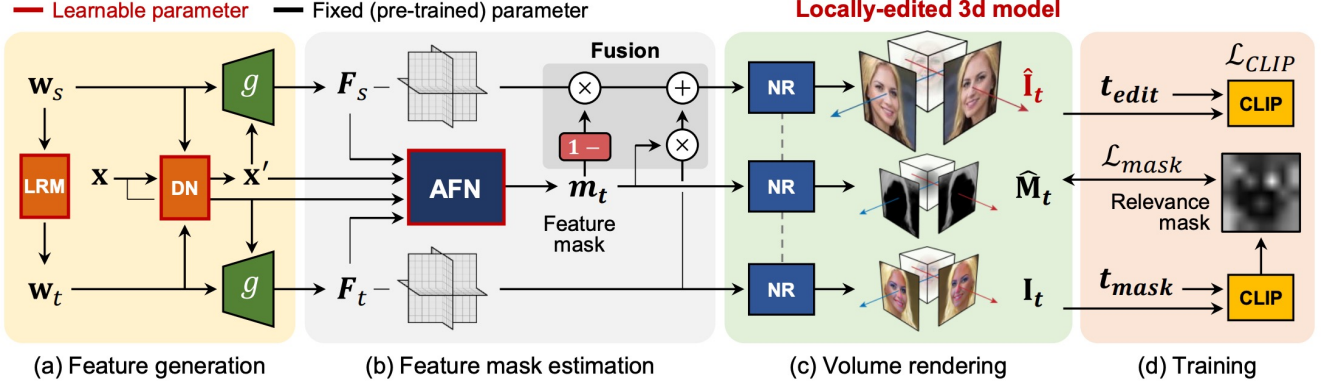 Learnable parameter
Fixed (pre-trained) parameter
Locally-edited 3d model
w_s
LRM
w_t
x
DN
x′
g
g
(a) Feature generation
F_s
F_t
AFN
Fusion
×
+
1 −
×
m_t
Feature
mask
(b) Feature mask estimation
NR
NR
NR
Î_t
M̂_t
I_t
(c) Volume rendering
ℒ_CLIP
t_edit
CLIP
ℒ_mask
Relevance
mask
t_mask
CLIP
(d) Training